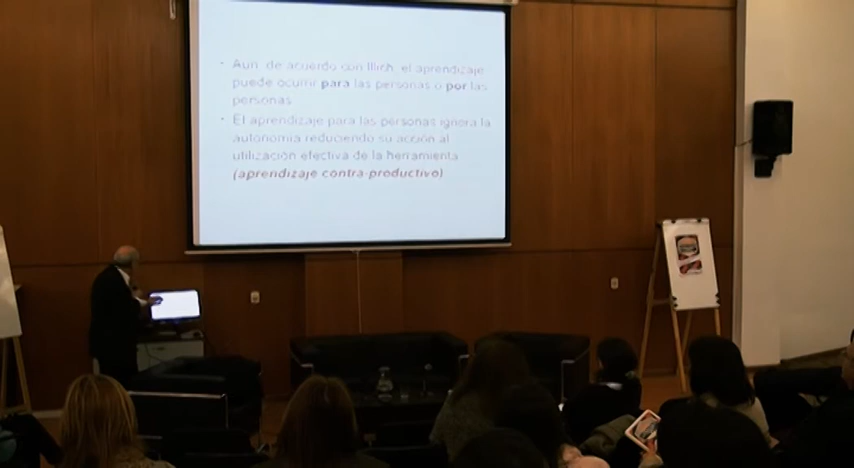 · Aun, de acuerdo con Illich, el aprendizaje
puede ocurrir para las personas o por las
personas
· El aprendizaje para las personas ignora la
autonomía reduciendo su acción al
utilización efectiva de la herramienta
(aprendizaje contra-productivo)